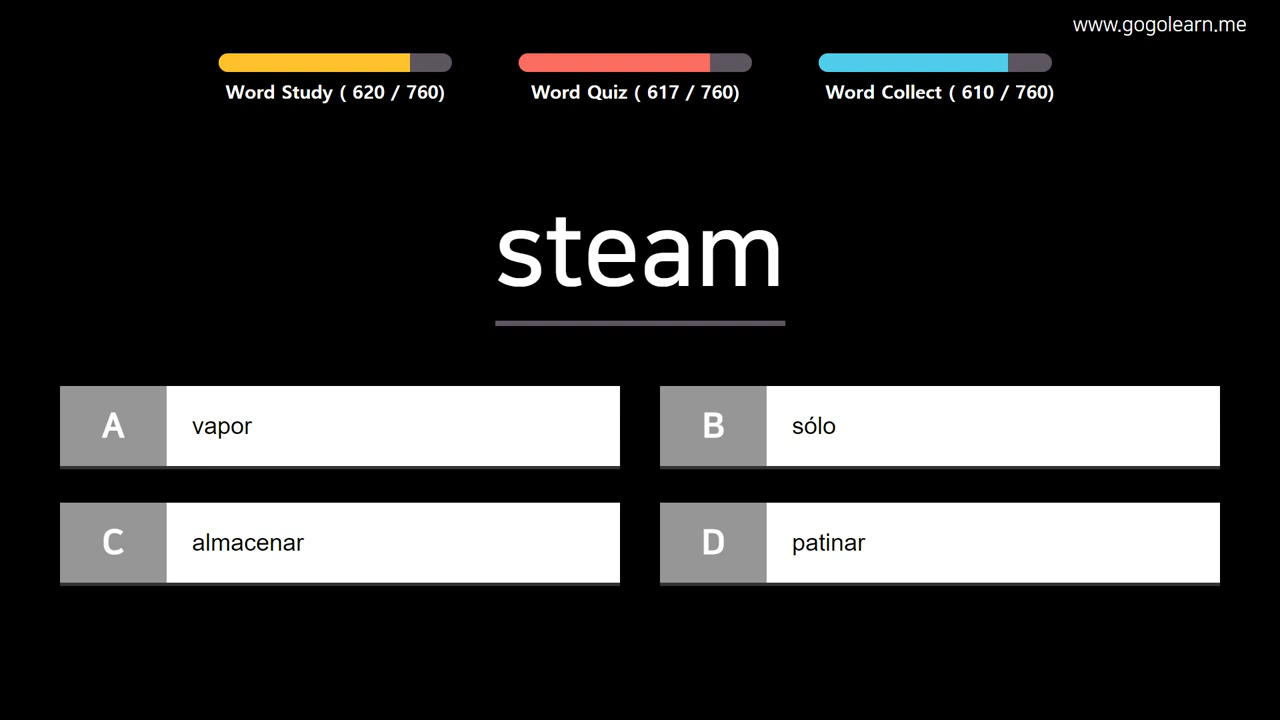 www.gogolearn.me
Word Study ( 620 / 760)
Word Quiz ( 617 / 760)
Word Collect ( 610 / 760)
steam
A vapor
B sólo
C almacenar
D patinar